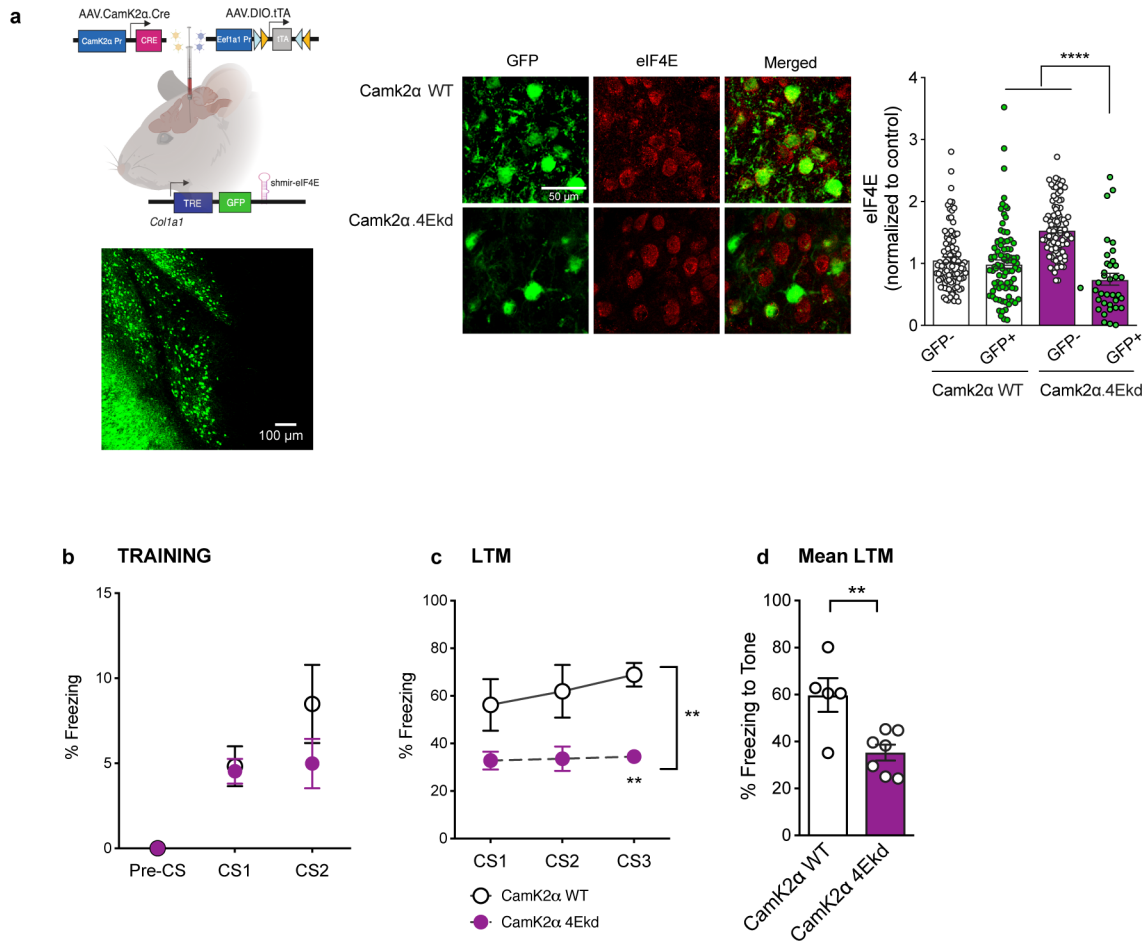 a
AAV.CamK2α.Cre
AAV.DIO.tTA
CamK2α Pr
CRE
Eef1a1 Pr
tTA
shmir-eIF4E
TRE
GFP
Col1a1
100 µm
GFP
eIF4E
Merged
Camk2α WT
50 µm
Camk2α.4Ekd
****
eIF4E
(normalized to control)
4
3
2
1
0
GFP-
GFP+
GFP-
GFP+
Camk2α WT
Camk2α.4Ekd
b TRAINING
% Freezing
15
10
5
0
Pre-CS
CS1
CS2
c LTM
% Freezing
100
80
60
40
20
0
**
**
CS1
CS2
CS3
CamK2α WT
CamK2α 4Ekd
d Mean LTM
**
% Freezing to Tone
100
80
60
40
20
0
CamK2α WT
CamK2α 4Ekd